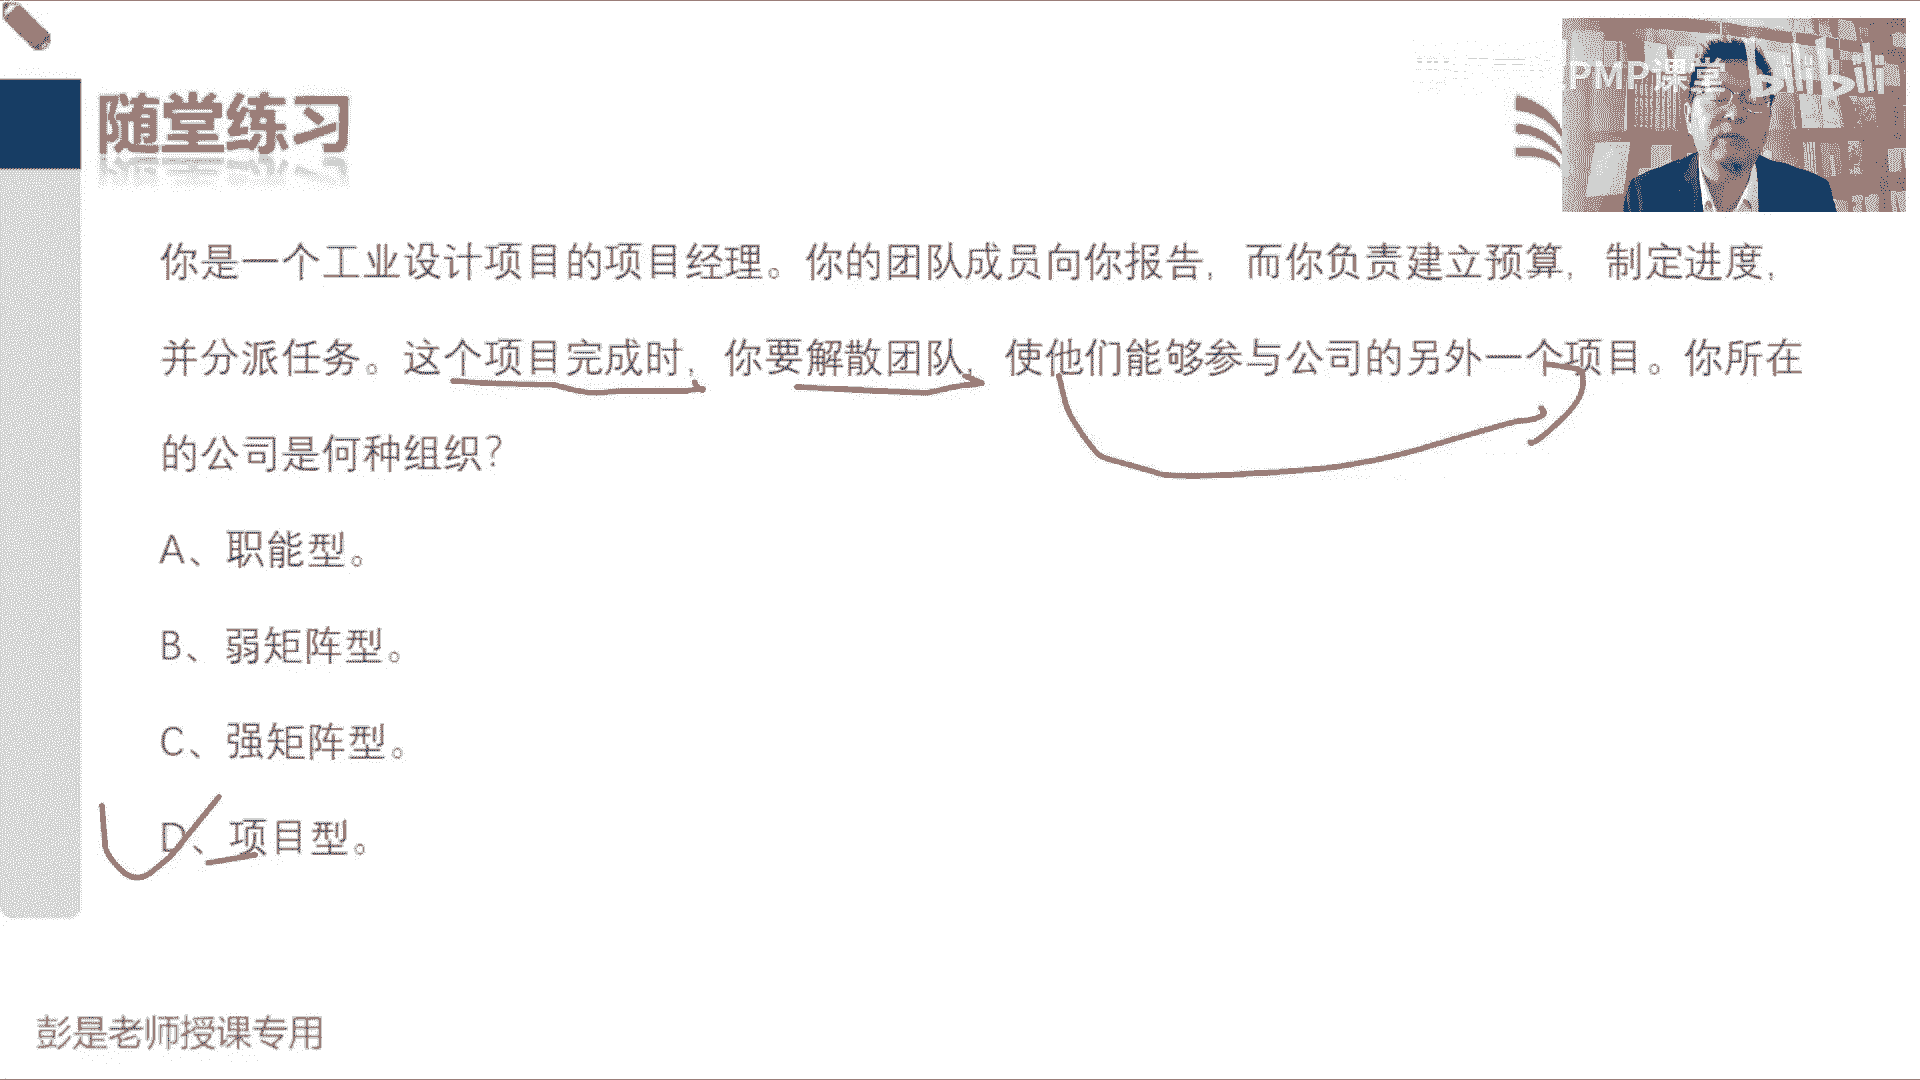 PMP课堂 bilibili
随堂练习
你是一个工业设计项目的项目经理。你的团队成员向你报告，而你负责建立预算，制定进度，
并分派任务。这个项目完成时，你要解散团队，使他们能够参与公司的另外一个项目。你所在
的公司是何种组织？
A、职能型。
B、弱矩阵型。
C、强矩阵型。
D、项目型。
彭是老师授课专用